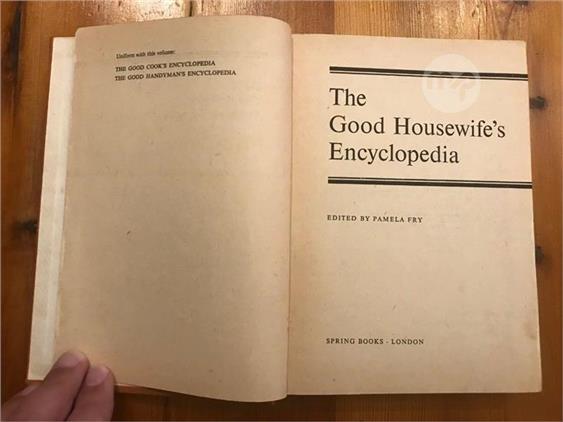 Uniform with this volume:
THE GOOD COOK'S ENCYCLOPEDIA
THE GOOD HANDYMAN'S ENCYCLOPEDIA
The
Good Housewife's
Encyclopedia
EDITED BY PAMELA FRY
SPRING BOOKS · LONDON